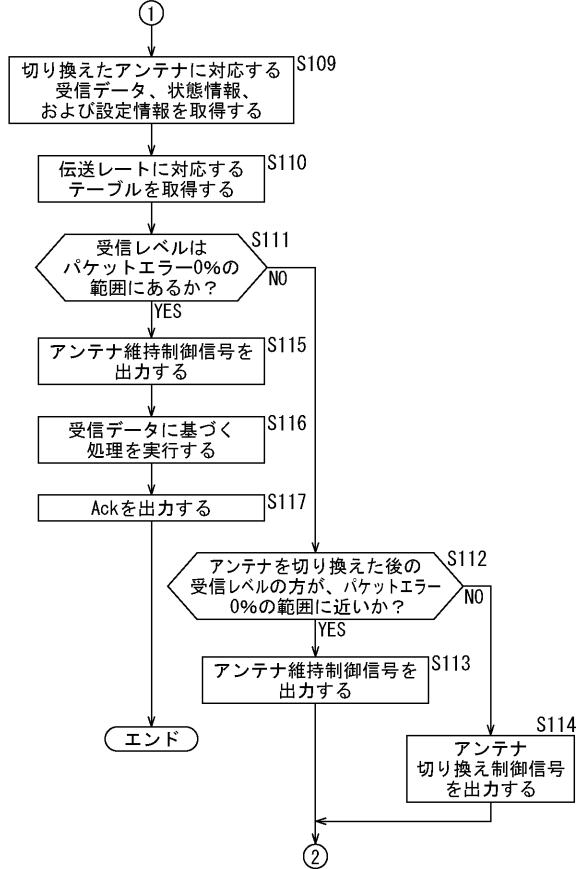 1
切り換えたアンテナに対応する
受信データ、状態情報、
および設定情報を取得する
S109
伝送レートに対応する
テーブルを取得する
S110
受信レベルは
パケットエラー0%の
範囲にあるか？
S111
NO
YES
アンテナ維持制御信号を
出力する
S115
受信データに基づく
処理を実行する
S116
Ackを出力する
S117
アンテナを切り換えた後の
受信レベルの方が、パケットエラー
0%の範囲に近いか？
S112
NO
YES
アンテナ維持制御信号を
出力する
S113
エンド
アンテナ
切り換え制御信号
を出力する
S114
2